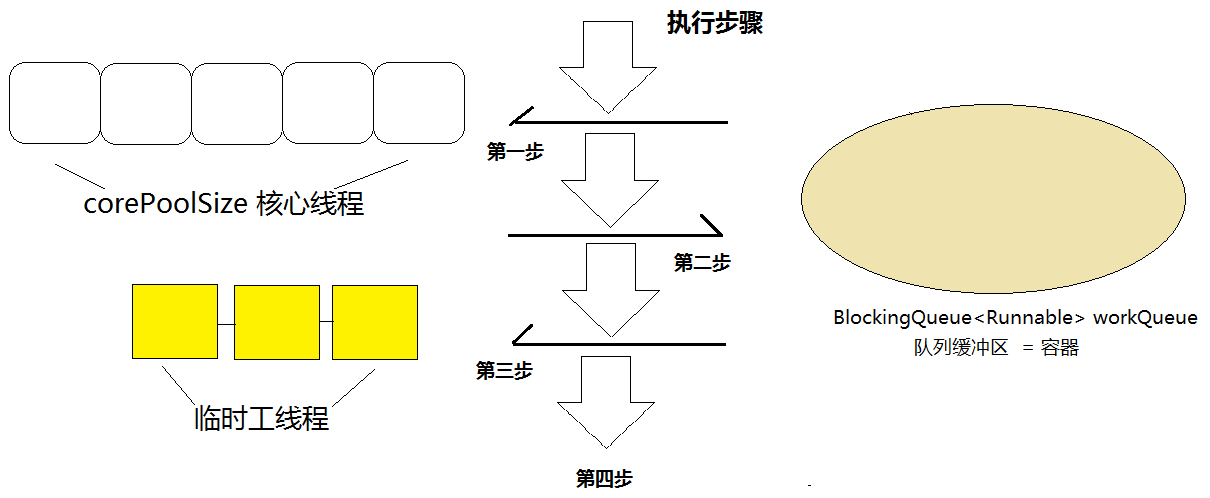 执行步骤
第一步
corePoolSize 核心线程
第二步
BlockingQueue<Runnable> workQueue
队列缓冲区 = 容器
第三步
临时工线程
第四步